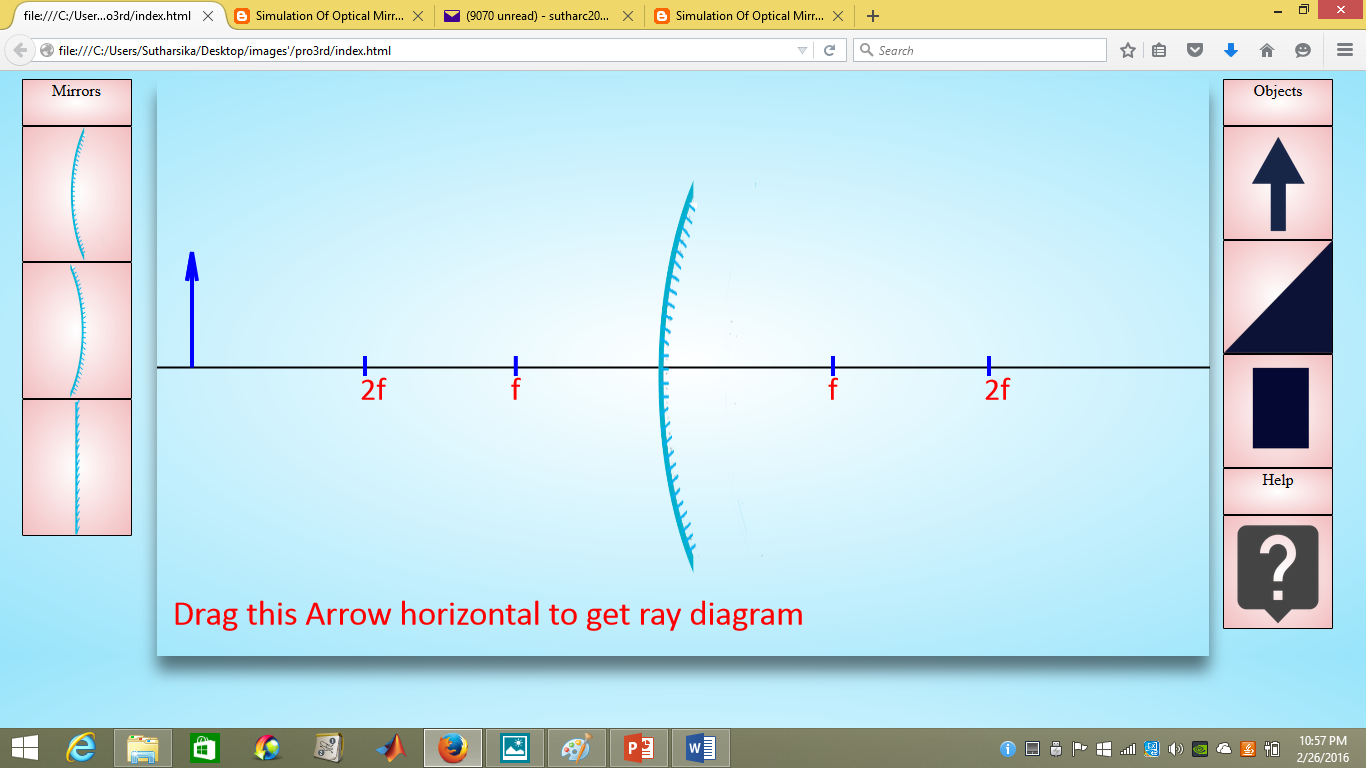 file:///C:/User...o3rd/index.html
Simulation Of Optical Mirr...
(9070 unread) - sutharc20...
Simulation Of Optical Mirr...
file:///C:/Users/Sutharsika/Desktop/images'/pro3rd/index.html
Search
Mirrors
Objects
2f
f
f
2f
Help
?
Drag this Arrow horizontal to get ray diagram
10:57 PM
2/26/2016